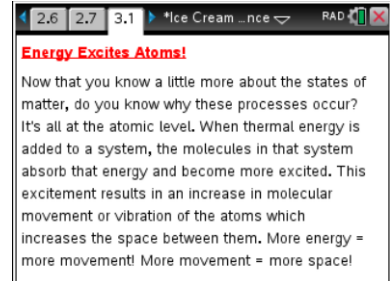 2.6 2.7 3.1 *Ice Cream ...nce RAD
Energy Excites Atoms!
Now that you know a little more about the states of
matter, do you know why these processes occur?
It's all at the atomic level. When thermal energy is
added to a system, the molecules in that system
absorb that energy and become more excited. This
excitement results in an increase in molecular
movement or vibration of the atoms which
increases the space between them. More energy =
more movement! More movement = more space!